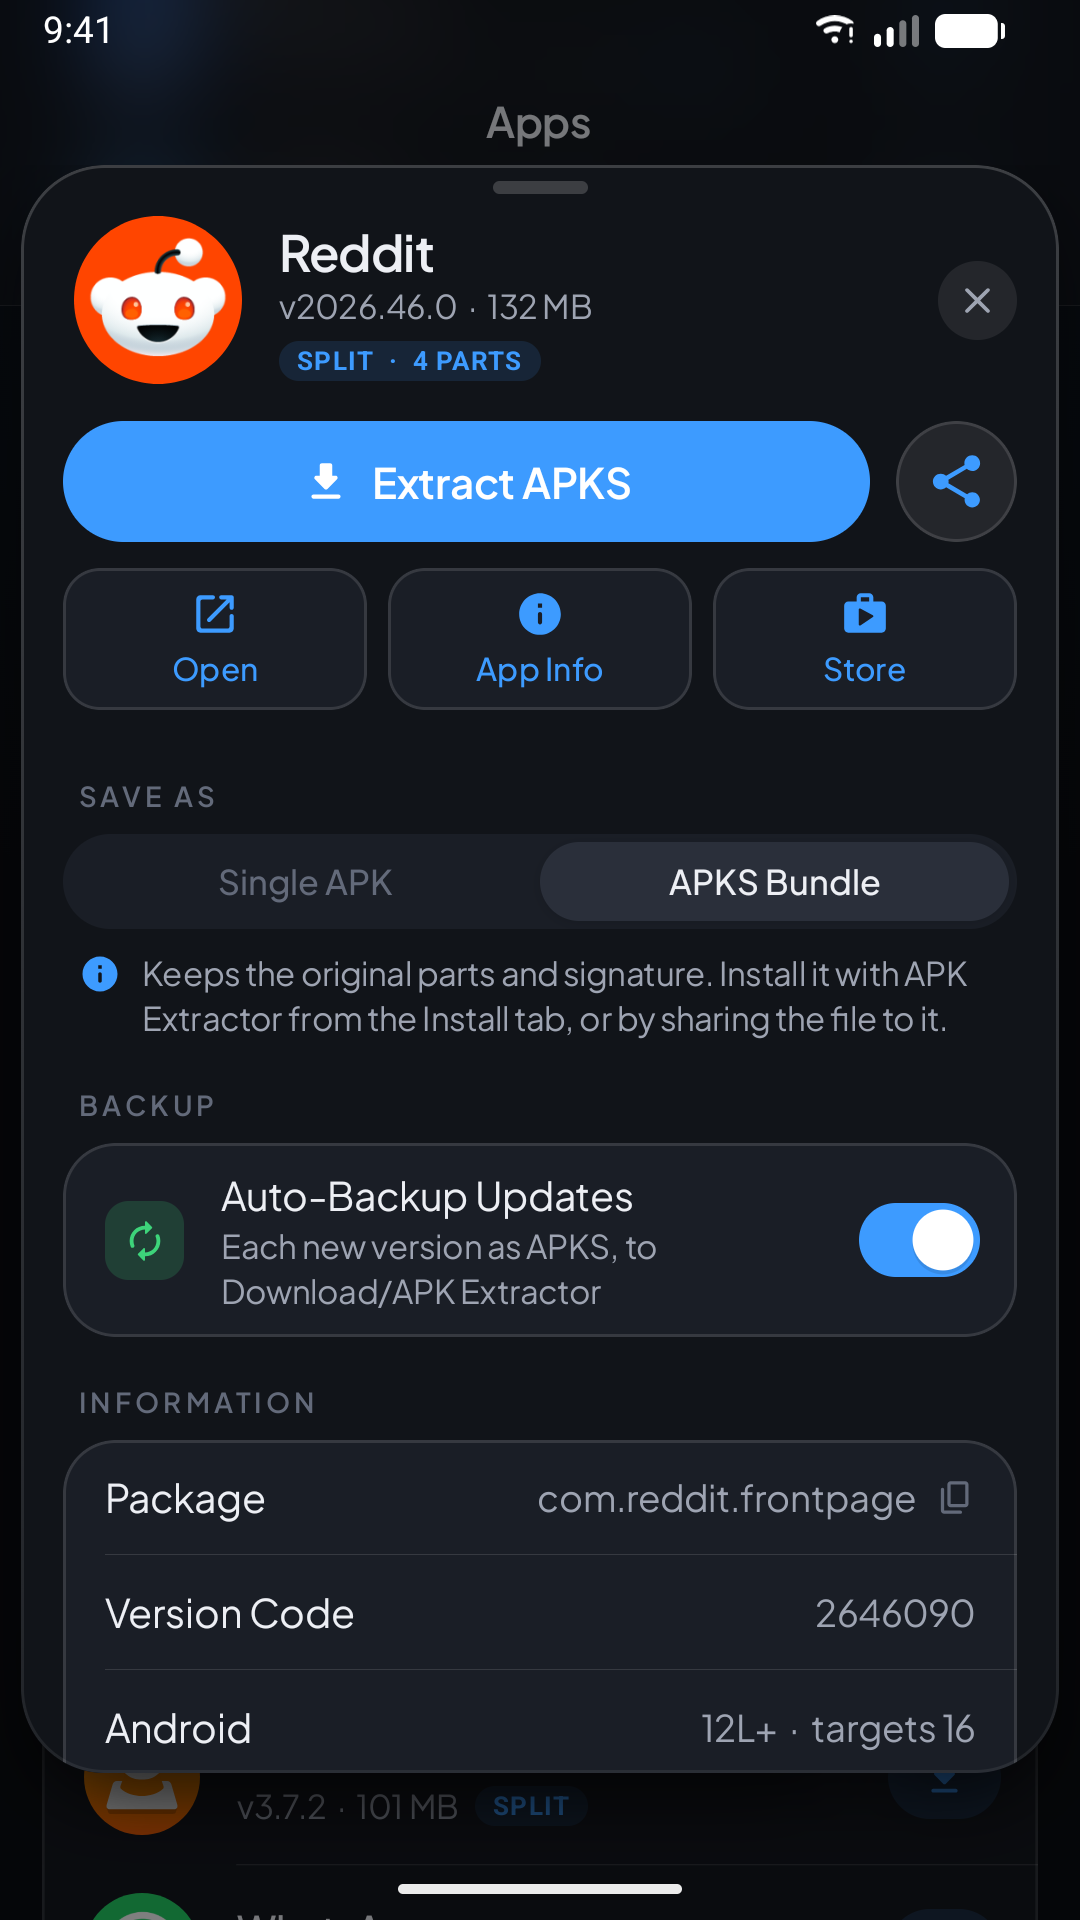 9:41
Apps
Reddit
v2026.46.0 · 132 MB
SPLIT · 4 PARTS
Extract APKS
Open
App Info
Store
SAVE AS
Single APK
APKS Bundle
Keeps the original parts and signature. Install it with APK
Extractor from the Install tab, or by sharing the file to it.
BACKUP
Auto-Backup Updates
Each new version as APKS, to
Download/APK Extractor
INFORMATION
Package
com.reddit.frontpage
Version Code
2646090
Android
12L+ · targets 16
v3.7.2 · 101 MB
SPLIT